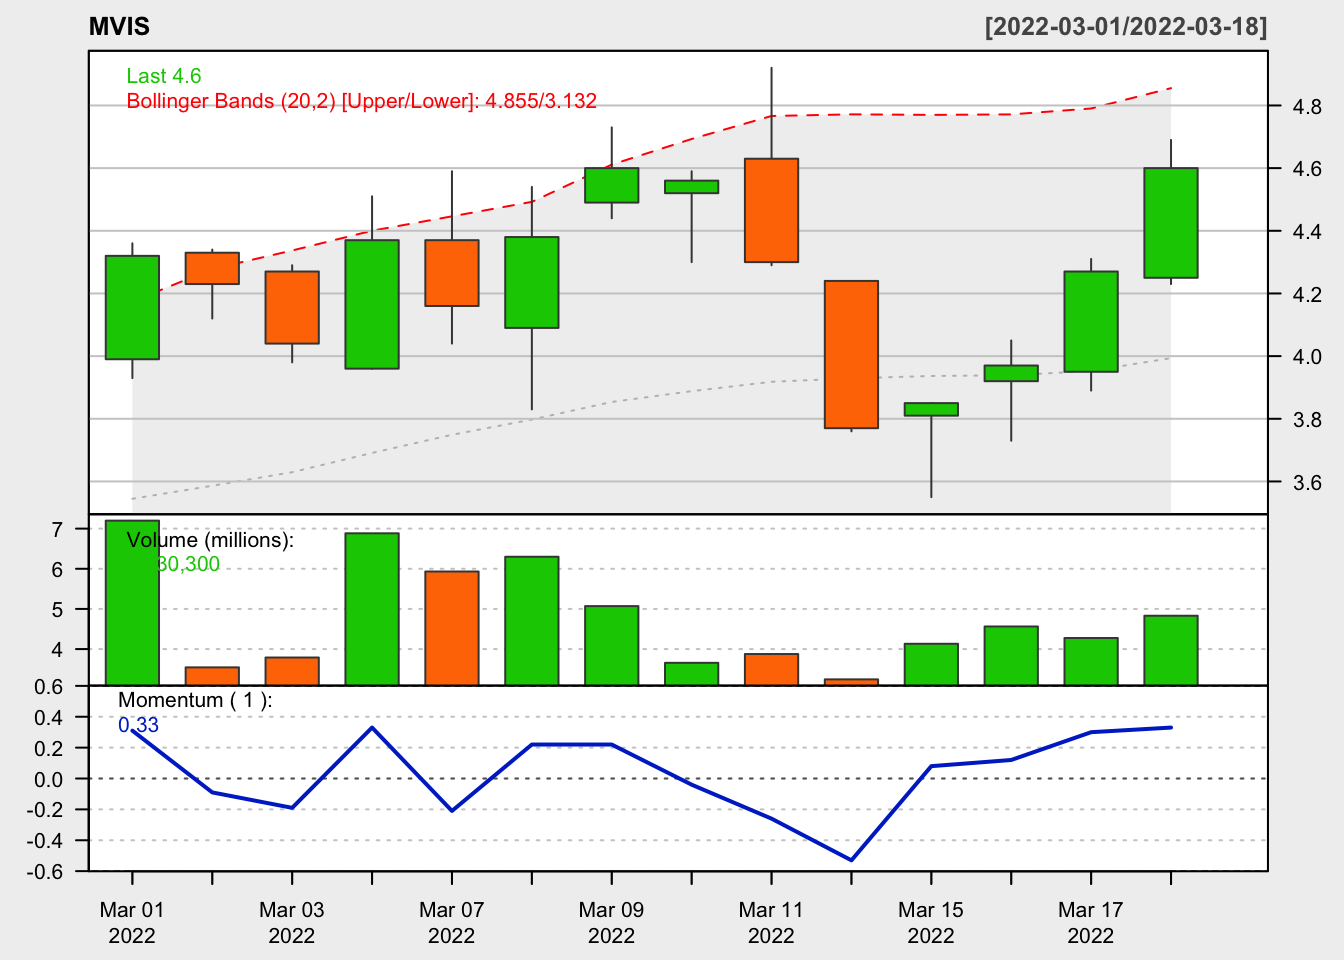 MVIS [2022-03-01/2022-03-18]
Last 4.6
Bollinger Bands (20,2) [Upper/Lower]: 4.855/3.132
4.8
4.6
4.4
4.2
4.0
3.8
3.6
Volume (millions):
30,300
7
6
5
4
Momentum ( 1 ):
0.33
0.6
0.4
0.2
0.0
-0.2
-0.4
-0.6
Mar 01 Mar 03 Mar 07 Mar 09 Mar 11 Mar 15 Mar 17
2022 2022 2022 2022 2022 2022 2022